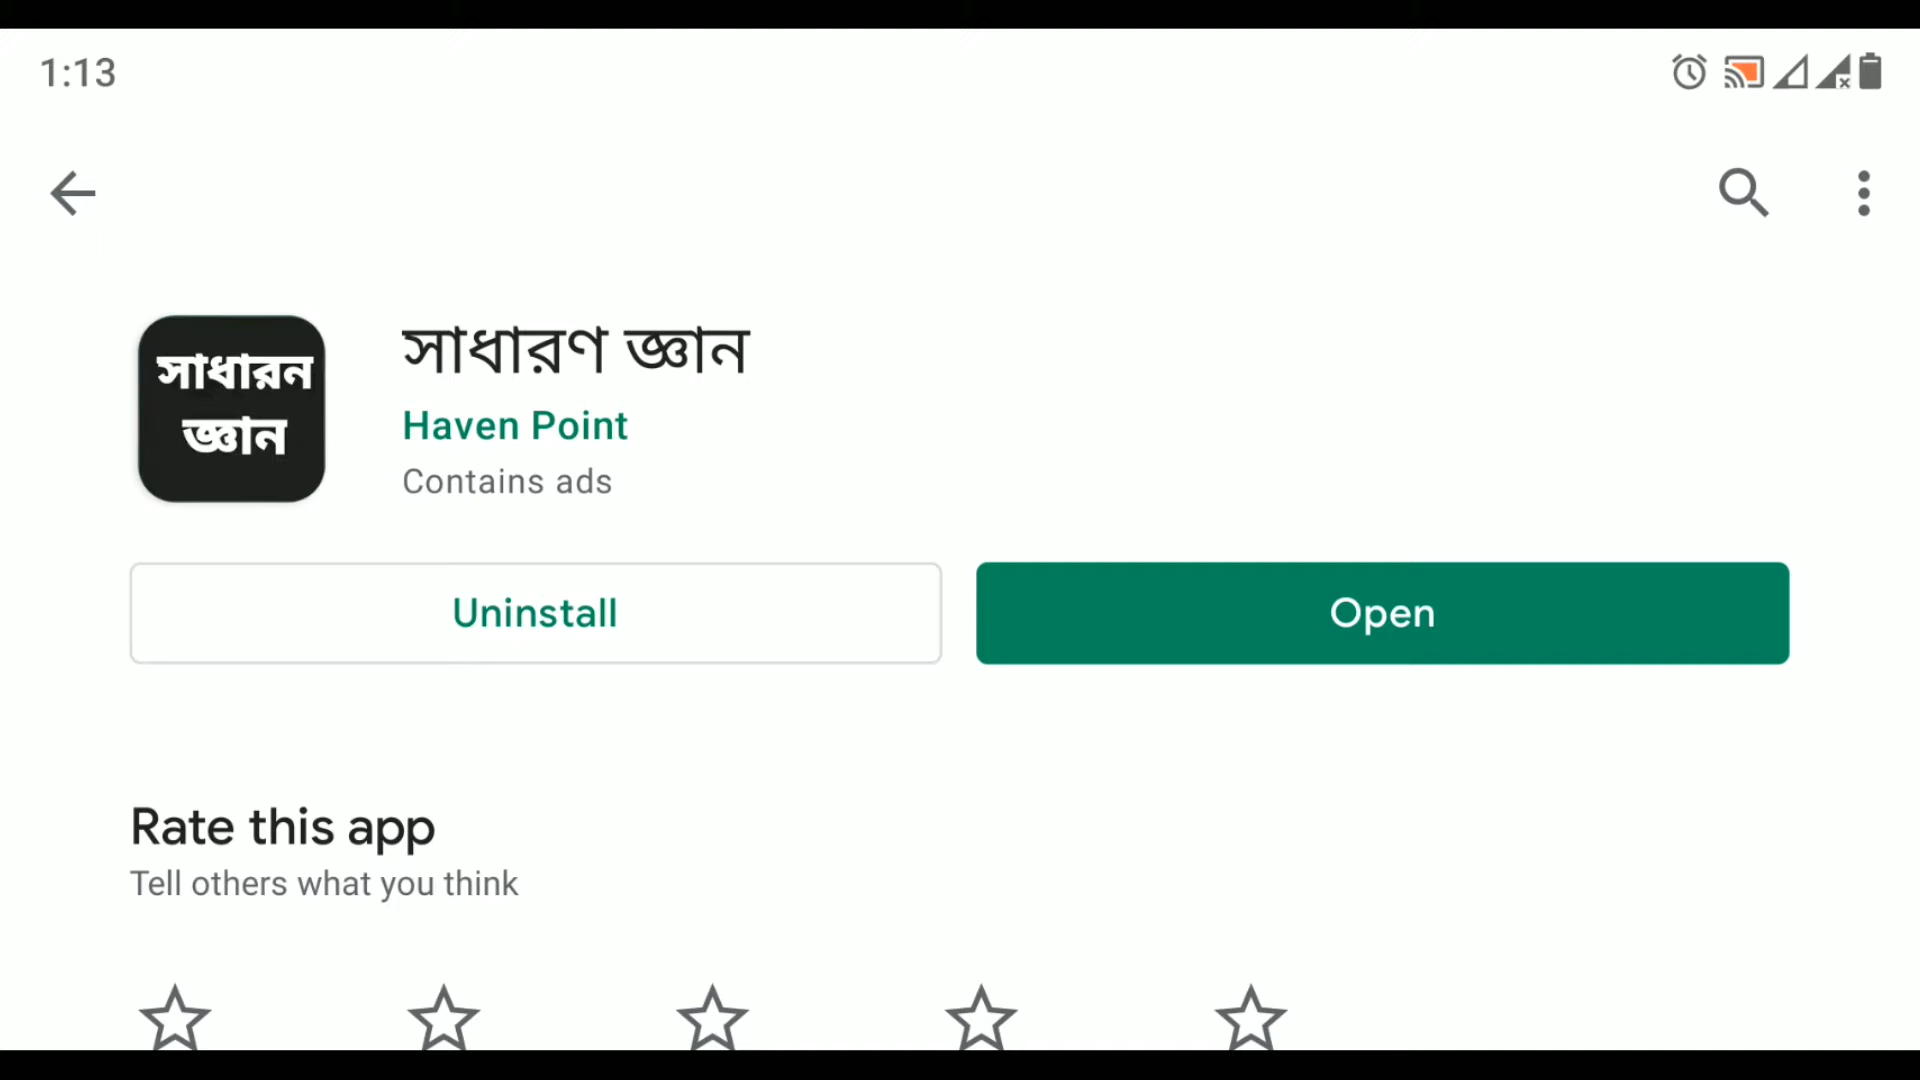 1:13
সাধারন
জ্ঞান
সাধারণ জ্ঞান
Haven Point
Contains ads
Uninstall
Open
Rate this app
Tell others what you think